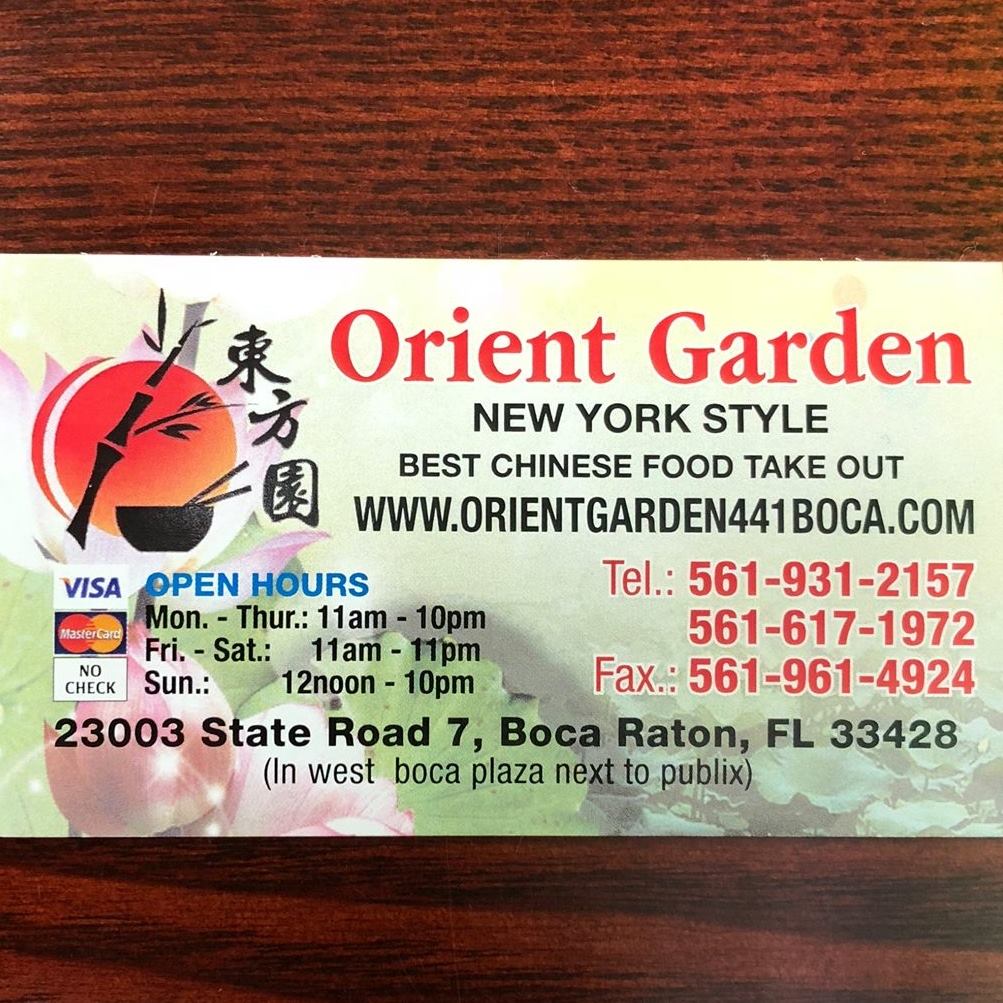 東方園
Orient Garden
NEW YORK STYLE
BEST CHINESE FOOD TAKE OUT
WWW.ORIENTGARDEN441BOCA.COM
VISA
MasterCard
NO
CHECK
OPEN HOURS
Mon. - Thur.: 11am - 10pm
Fri. - Sat.: 11am - 11pm
Sun.: 12noon - 10pm
Tel.: 561-931-2157
561-617-1972
Fax.: 561-961-4924
23003 State Road 7, Boca Raton, FL 33428
(In west boca plaza next to publix)